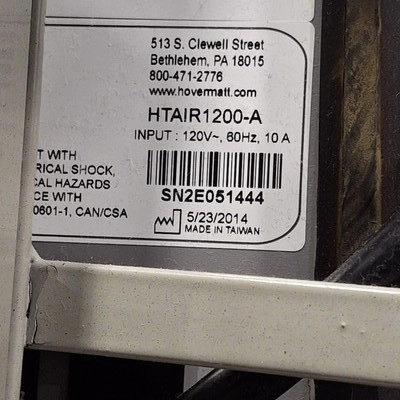 513 S. Clewell Street
Bethlehem, PA 18015
800-471-2776
www.hovermatt.com
HTAIR1200-A
INPUT : 120V~, 60Hz, 10 A
T WITH
RICAL SHOCK,
CAL HAZARDS
CE WITH
0601-1, CAN/CSA
SN2E051444
5/23/2014
MADE IN TAIWAN